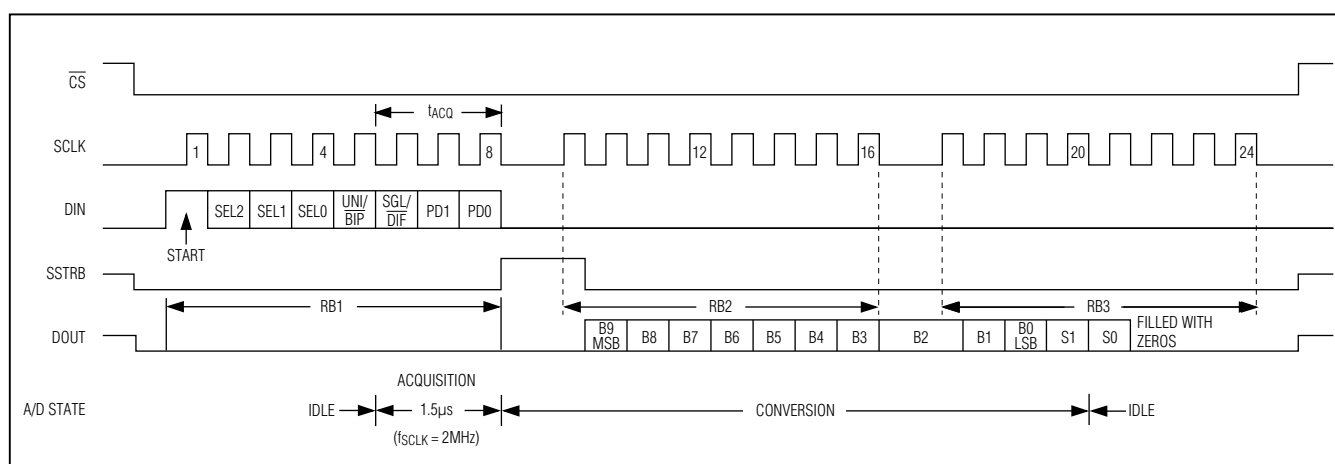 CS
tACQ
SCLK
1 4 8 12 16 20 24
DIN
SEL2 SEL1 SEL0 UNI/BIP SGL/DIF PD1 PD0
START
SSTRB
RB1 RB2 RB3
DOUT
B9 MSB B8 B7 B6 B5 B4 B3 B2 B1 B0 LSB S1 S0 FILLED WITH ZEROS
ACQUISITION
A/D STATE IDLE 1.5µs CONVERSION IDLE
(fSCLK = 2MHz)